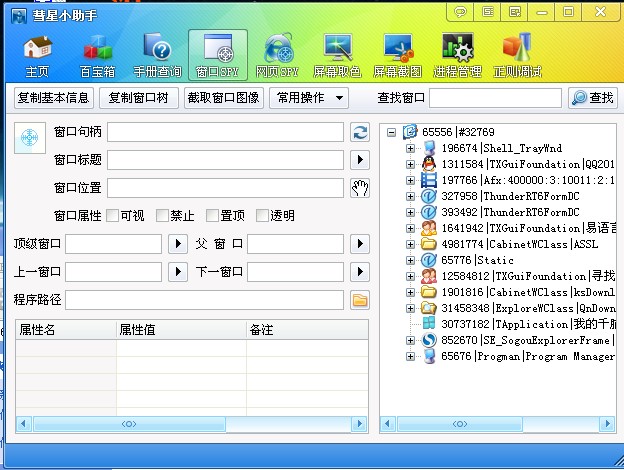 彗星小助手
主页 百宝箱 手册查询 窗口SPY 网页SPY 屏幕取色 屏幕截图 进程管理 正则调试
复制基本信息 复制窗口树 截取窗口图像 常用操作 查找窗口 查找
窗口句柄
窗口标题
窗口位置
窗口属性 可视 禁止 置顶 透明
顶级窗口 父 窗 口
上一窗口 下一窗口
程序路径
属性名 属性值 备注
65556|#32769
196674|Shell_TrayWnd
1311584|TXGuiFoundation|QQ201
197766|Afx:400000:3:10011:2:1
327958|ThunderRT6FormDC
393492|ThunderRT6FormDC
1641942|TXGuiFoundation|易语言
4981774|CabinetWClass|ASSL
65776|Static
12584812|TXGuiFoundation|寻找
1901816|CabinetWClass|ksDownl
31458348|ExploreWClass|QnDown
30737182|TApplication|我的千脑
852670|SE_SogouExplorerFrame|
65676|Progman|Program Manager